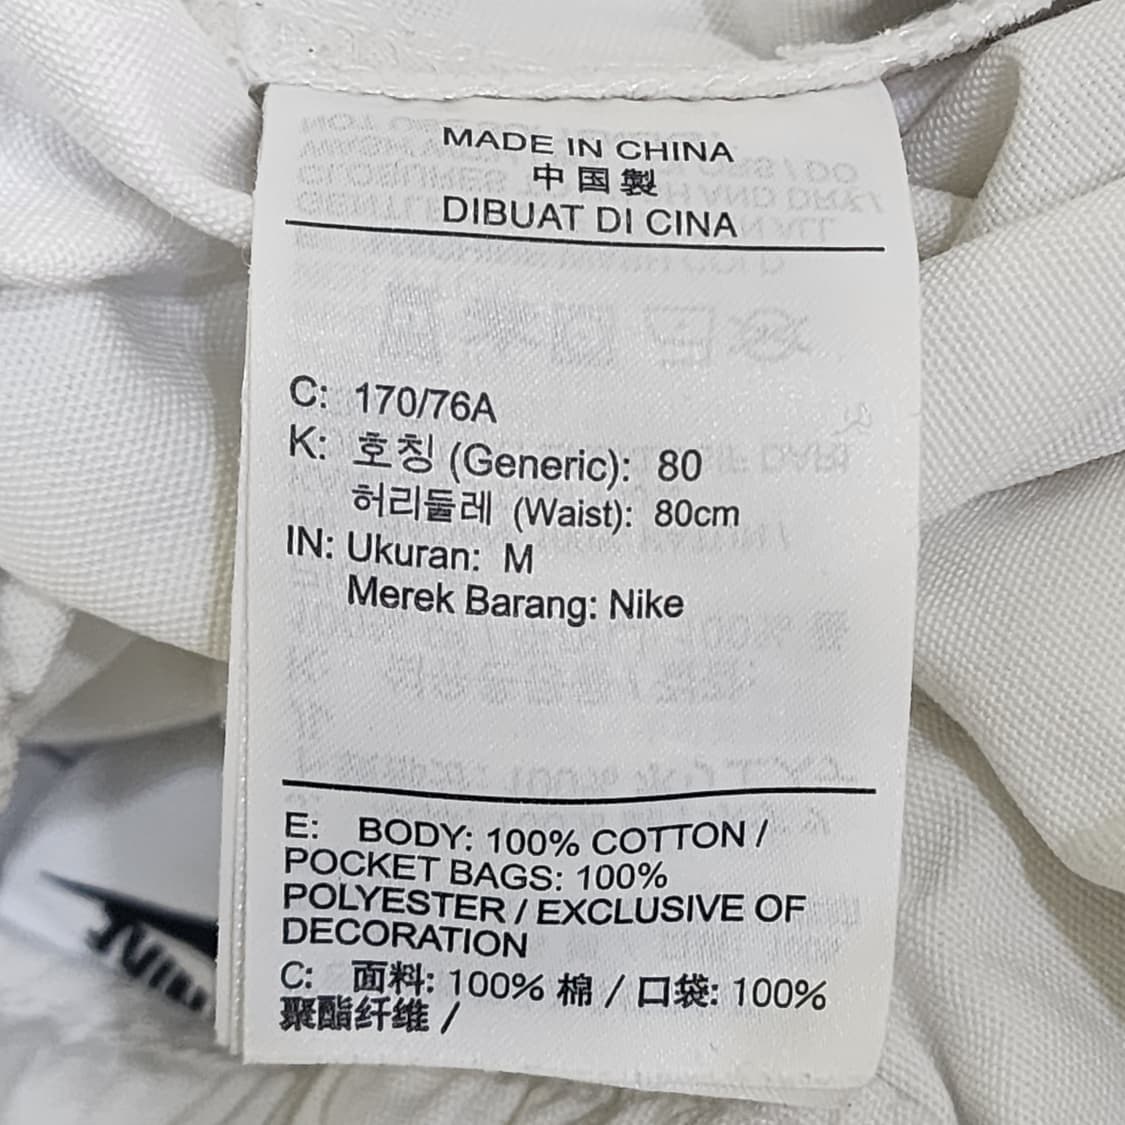 MADE IN CHINA
中国製
DIBUAT DI CINA
C: 170/76A
K: 호칭 (Generic): 80
허리둘레 (Waist): 80cm
IN: Ukuran: M
Merek Barang: Nike
E: BODY: 100% COTTON /
POCKET BAGS: 100%
POLYESTER / EXCLUSIVE OF
DECORATION
C: 面料: 100% 棉 / 口袋: 100%
聚酯纤维 /